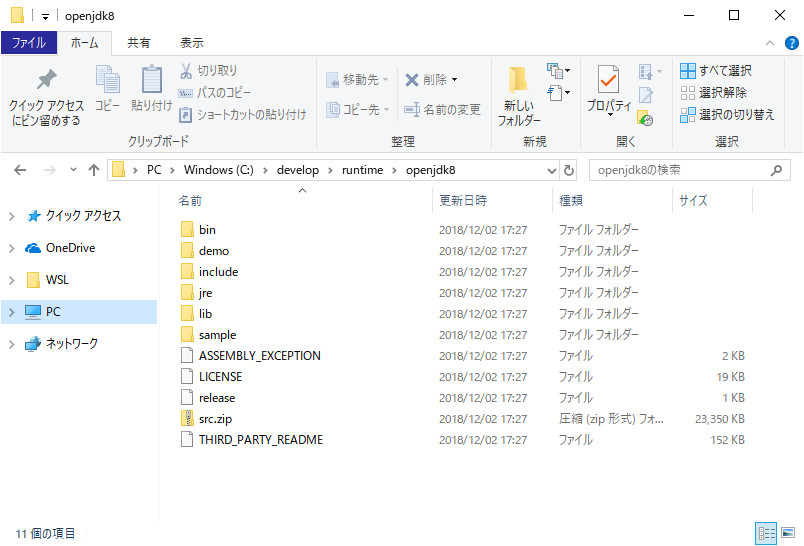 openjdk8
ファイル ホーム 共有 表示
クイック アクセス
にピン留めする
コピー
貼り付け
切り取り
パスのコピー
ショートカットの貼り付け
クリップボード
移動先
コピー先
削除
名前の変更
整理
新しい
フォルダー
新規
プロパティ
開く
すべて選択
選択解除
選択の切り替え
選択
PC > Windows (C:) > develop > runtime > openjdk8
openjdk8の検索
クイック アクセス
OneDrive
WSL
PC
ネットワーク
名前 更新日時 種類 サイズ
bin 2018/12/02 17:27 ファイル フォルダー
demo 2018/12/02 17:27 ファイル フォルダー
include 2018/12/02 17:27 ファイル フォルダー
jre 2018/12/02 17:27 ファイル フォルダー
lib 2018/12/02 17:27 ファイル フォルダー
sample 2018/12/02 17:27 ファイル フォルダー
ASSEMBLY_EXCEPTION 2018/12/02 17:27 ファイル 2 KB
LICENSE 2018/12/02 17:27 ファイル 19 KB
release 2018/12/02 17:27 ファイル 1 KB
src.zip 2018/12/02 17:27 圧縮 (zip 形式) フォ... 23,350 KB
THIRD_PARTY_README 2018/12/02 17:27 ファイル 152 KB
11 個の項目